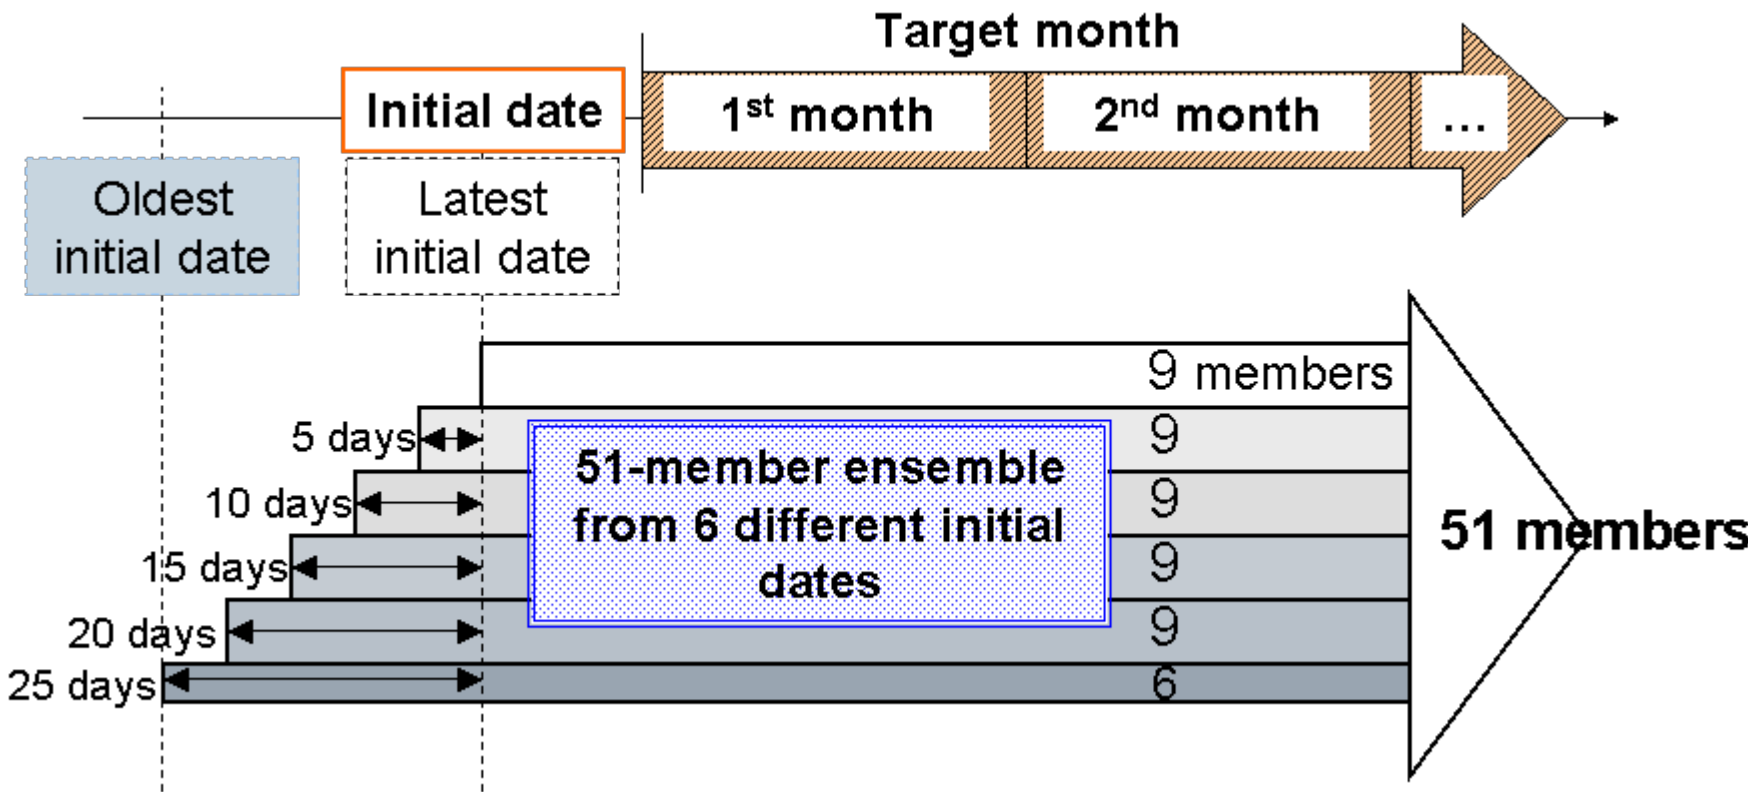 Target month
Initial date
1st month
2nd month
...
Oldest
initial date
Latest
initial date
9 members
5 days
9
10 days
9
15 days
9
20 days
9
25 days
6
51-member ensemble
from 6 different initial
dates
51 members